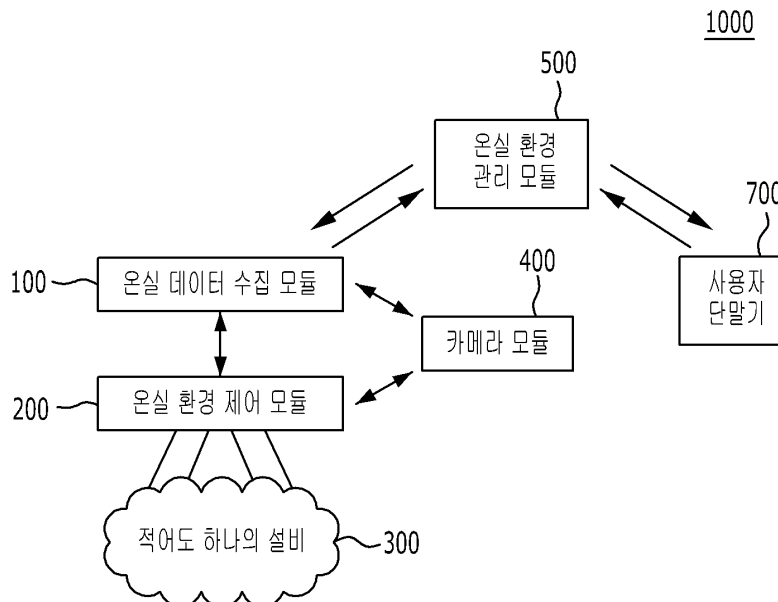 1000
500
온실 환경
관리 모듈
700
100
온실 데이터 수집 모듈
400
사용자
단말기
카메라 모듈
200
온실 환경 제어 모듈
적어도 하나의 설비
300